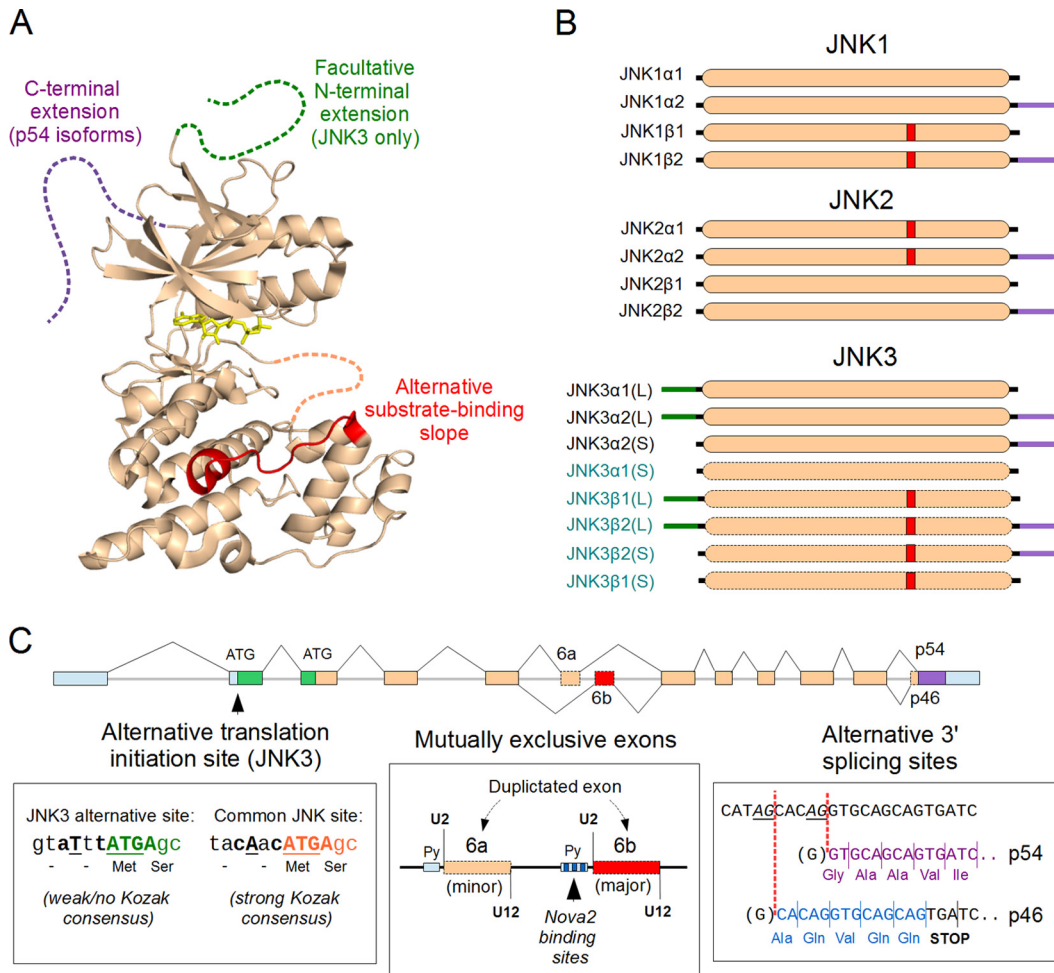 A
C-terminal
extension
(p54 isoforms)
Facultative
N-terminal
extension
(JNK3 only)
Alternative
substrate-binding
slope
B
JNK1
JNK1α1
JNK1α2
JNK1β1
JNK1β2
JNK2
JNK2α1
JNK2α2
JNK2β1
JNK2β2
JNK3
JNK3α1(L)
JNK3α2(L)
JNK3α2(S)
JNK3α1(S)
JNK3β1(L)
JNK3β2(L)
JNK3β2(S)
JNK3β1(S)
C
ATG
ATG
6a
6b
p54
p46
Alternative translation
initiation site (JNK3)
JNK3 alternative site:
gtaTttATGAgc
- - Met Ser
(weak/no Kozak
consensus)
Common JNK site:
tacAacATGAgc
- - Met Ser
(strong Kozak
consensus)
Mutually exclusive exons
Duplictated exon
U2
U2
Py
6a
Py
6b
(minor)
(major)
U12
U12
Nova2
binding
sites
Alternative 3'
splicing sites
CATAGCACAGGTGCAGCAGTGATC
(G)GTGCAGCAGTGATC.. p54
Gly Ala Ala Val Ile
(G)CACAGGTGCAGCAGTGATC.. p46
Ala Gln Val Gln Gln STOP